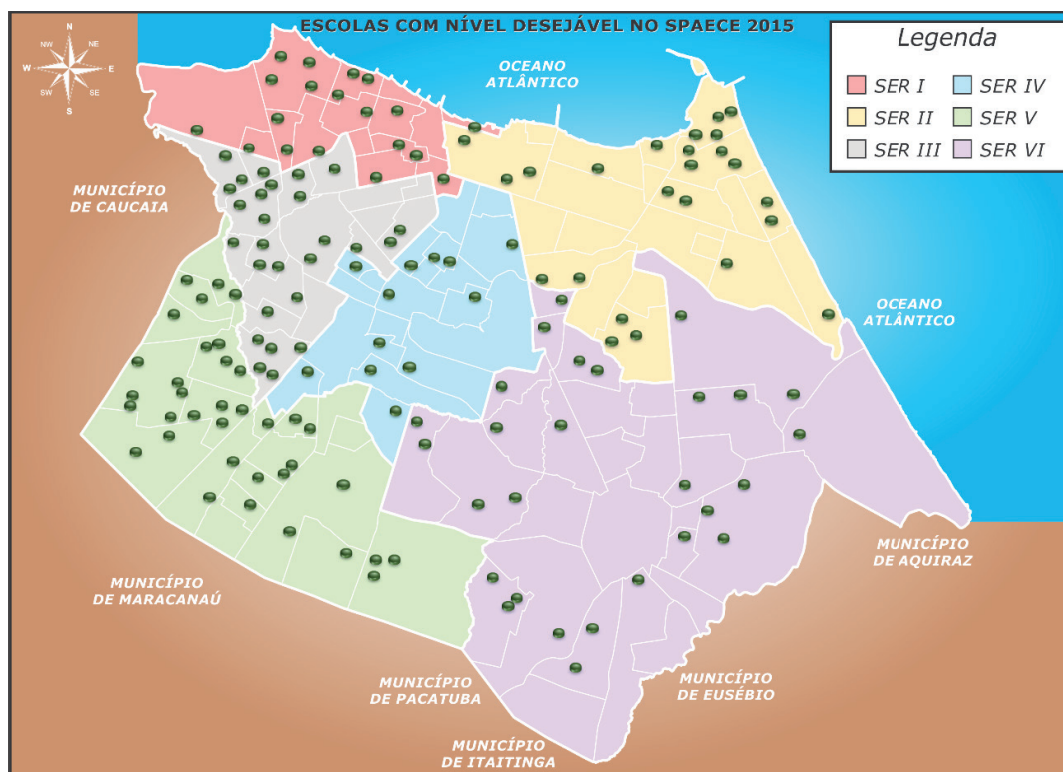 ESCOLAS COM NÍVEL DESEJÁVEL NO SPAECE 2015
Legenda
SER I
SER IV
SER II
SER V
SER III
SER VI
N
NW
NE
W
E
SW
SE
S
OCEANO
ATLÂNTICO
MUNICÍPIO
DE CAUCAIA
OCEANO
ATLÂNTICO
MUNICÍPIO
DE AQUIRAZ
MUNICÍPIO
DE MARACANAÚ
MUNICÍPIO
DE PACATUBA
MUNICÍPIO
DE EUSÉBIO
MUNICÍPIO
DE ITAITINGA